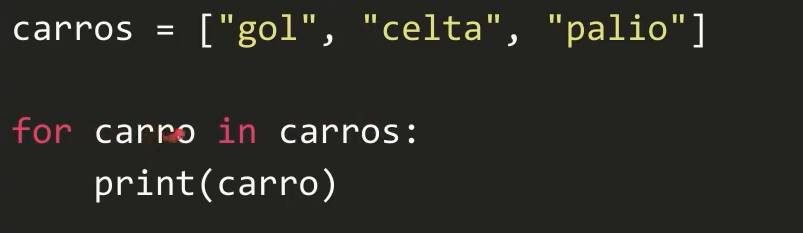 carros = ["gol", "celta", "palio"]
for carro in carros:
    print(carro)